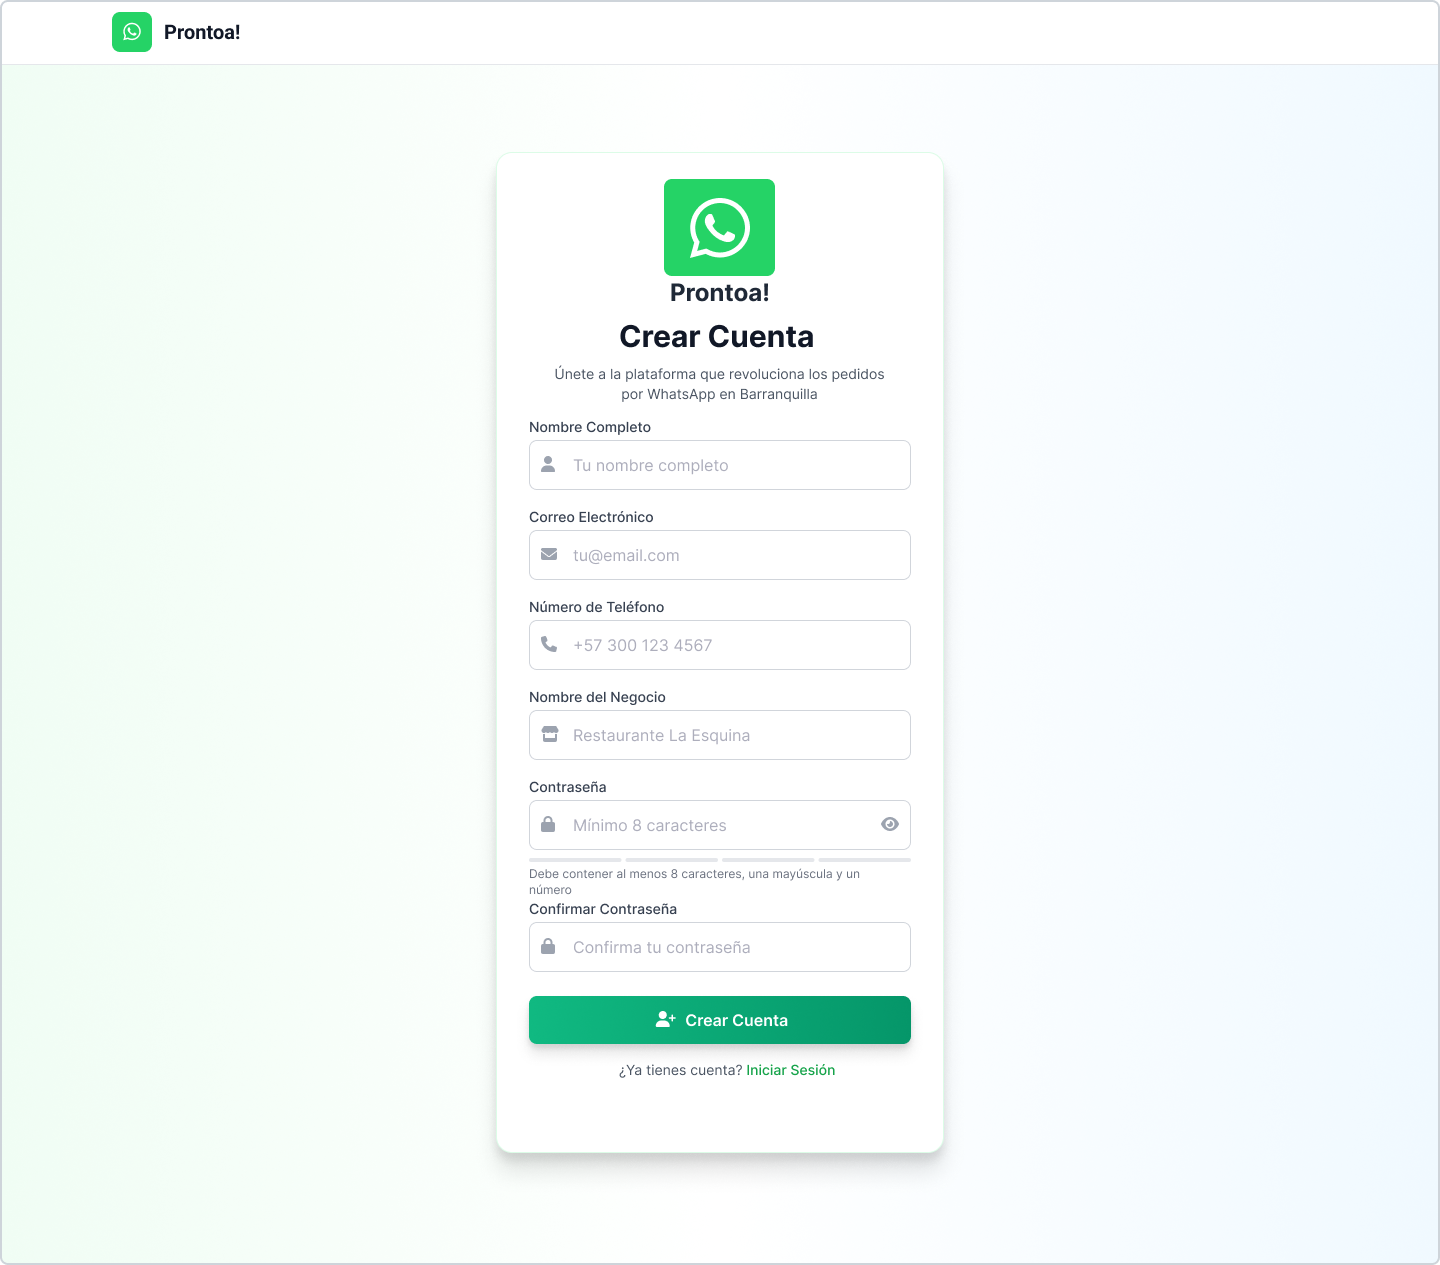 Prontoa!
Prontoa!
Crear Cuenta
Únete a la plataforma que revoluciona los pedidos
por WhatsApp en Barranquilla
Nombre Completo
Tu nombre completo
Correo Electrónico
tu@email.com
Número de Teléfono
+57 300 123 4567
Nombre del Negocio
Restaurante La Esquina
Contraseña
Mínimo 8 caracteres
Debe contener al menos 8 caracteres, una mayúscula y un
número
Confirmar Contraseña
Confirma tu contraseña
Crear Cuenta
¿Ya tienes cuenta? Iniciar Sesión